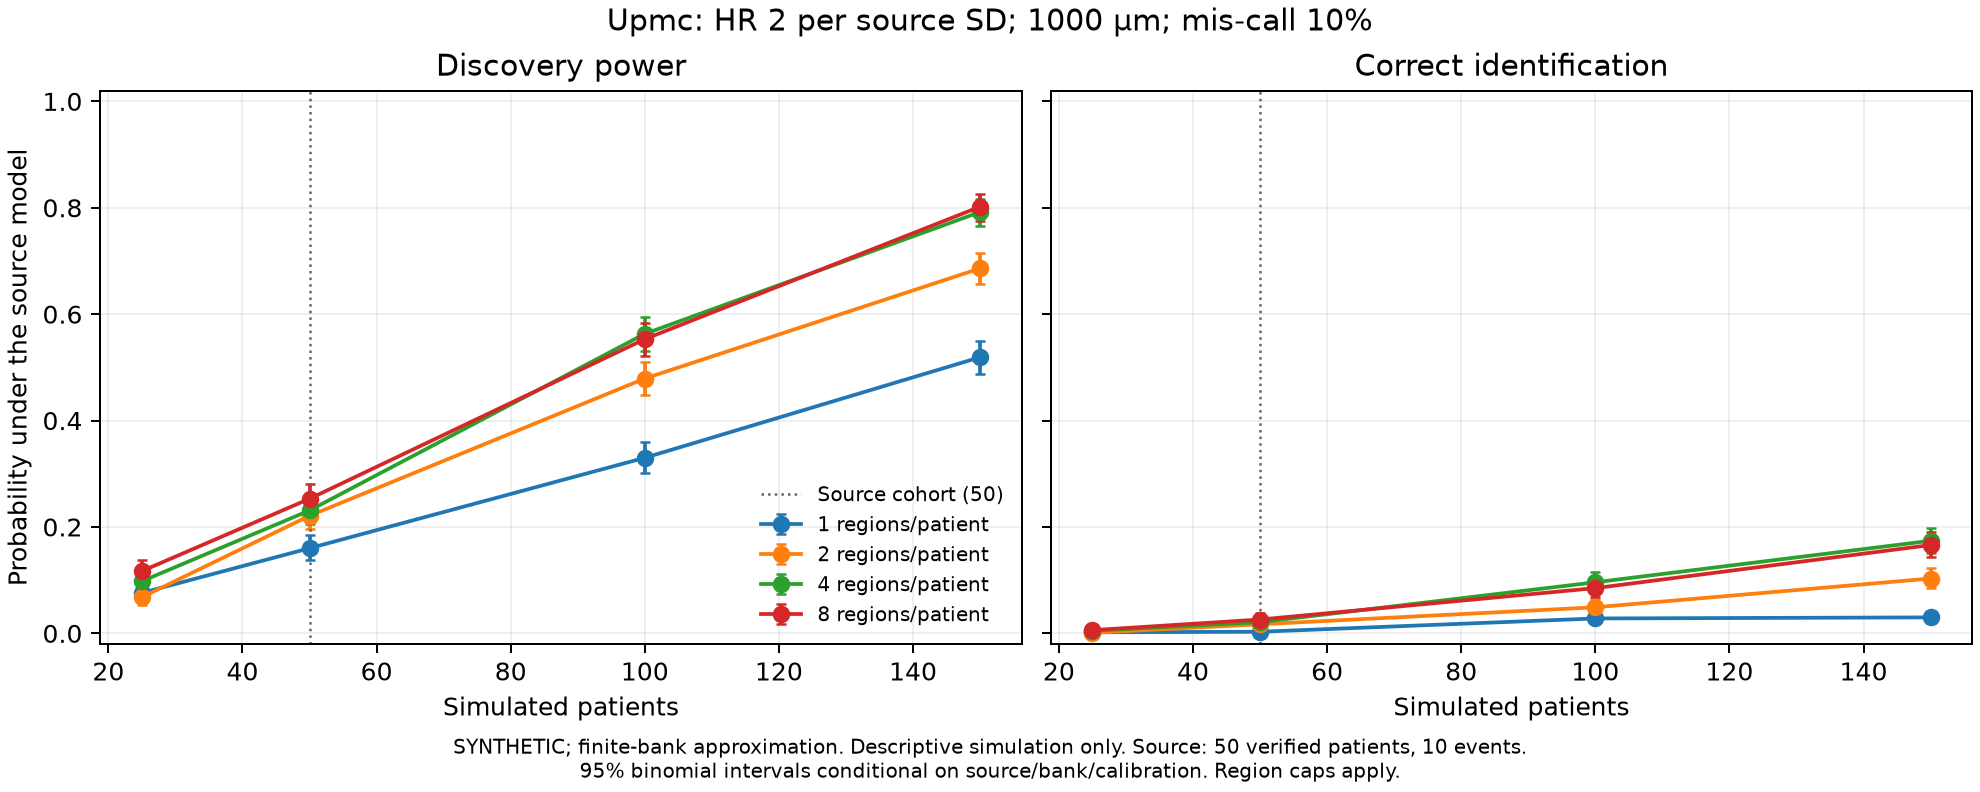 Upmc: HR 2 per source SD; 1000 µm; mis-call 10%
Discovery power
Correct identification
Probability under the source model
1.0
0.8
0.6
0.4
0.2
0.0
Source cohort (50)
1 regions/patient
2 regions/patient
4 regions/patient
8 regions/patient
20 40 60 80 100 120 140
20 40 60 80 100 120 140
Simulated patients
Simulated patients
SYNTHETIC; finite-bank approximation. Descriptive simulation only. Source: 50 verified patients, 10 events.
95% binomial intervals conditional on source/bank/calibration. Region caps apply.